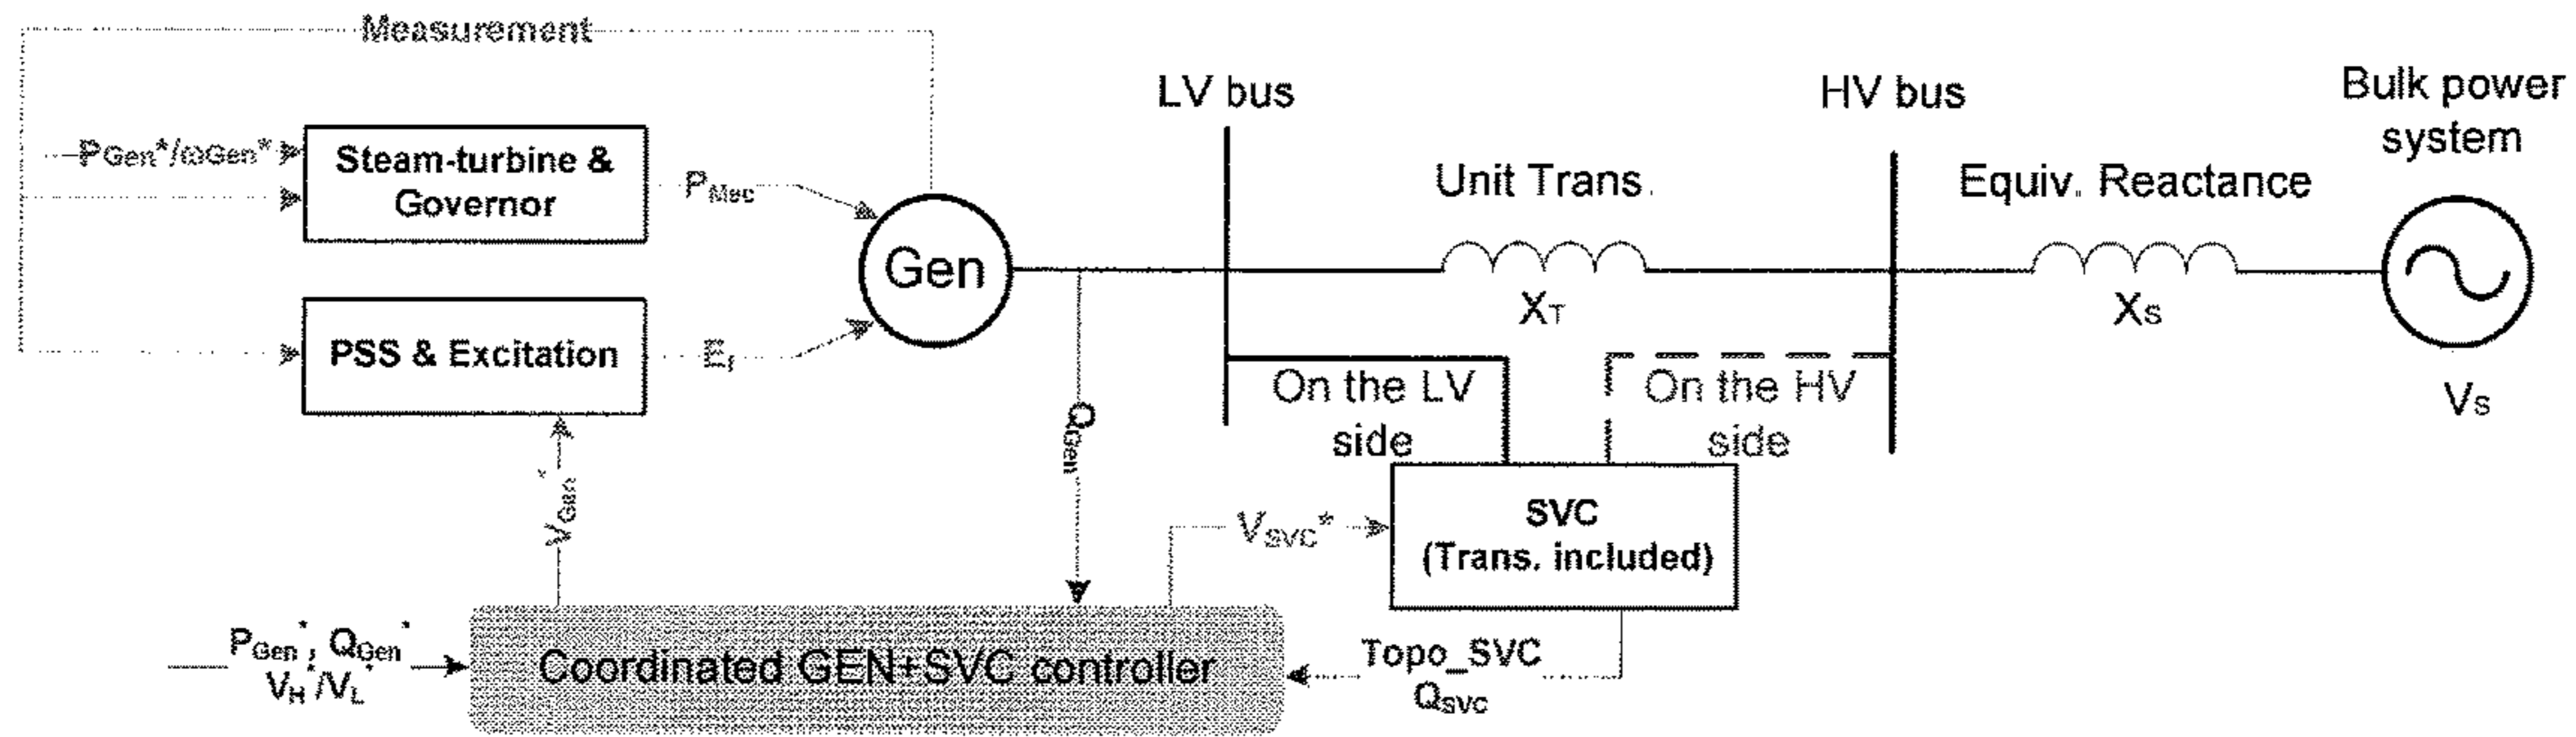 Measurement
LV bus
HV bus
Bulk power
system
PGen*/ωGen*
Steam-turbine &
Governor
PMec
Unit Trans.
Equiv. Reactance
Gen
XT
XS
PSS & Excitation
Ef
On the LV
side
On the HV
side
VS
QGen
VGen*
VSVC*
SVC
(Trans. included)
PGen*, QGen*
VH*/VL*
Coordinated GEN+SVC controller
Topo_SVC
QSVC